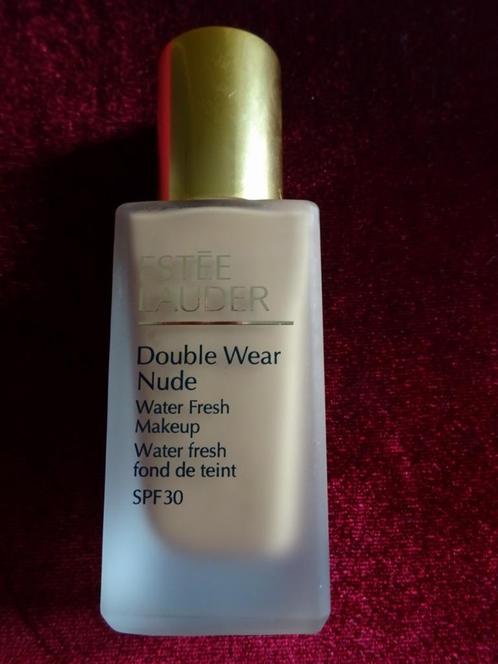 ESTĒE
LAUDER
Double Wear
Nude
Water Fresh
Makeup
Water fresh
fond de teint
SPF30